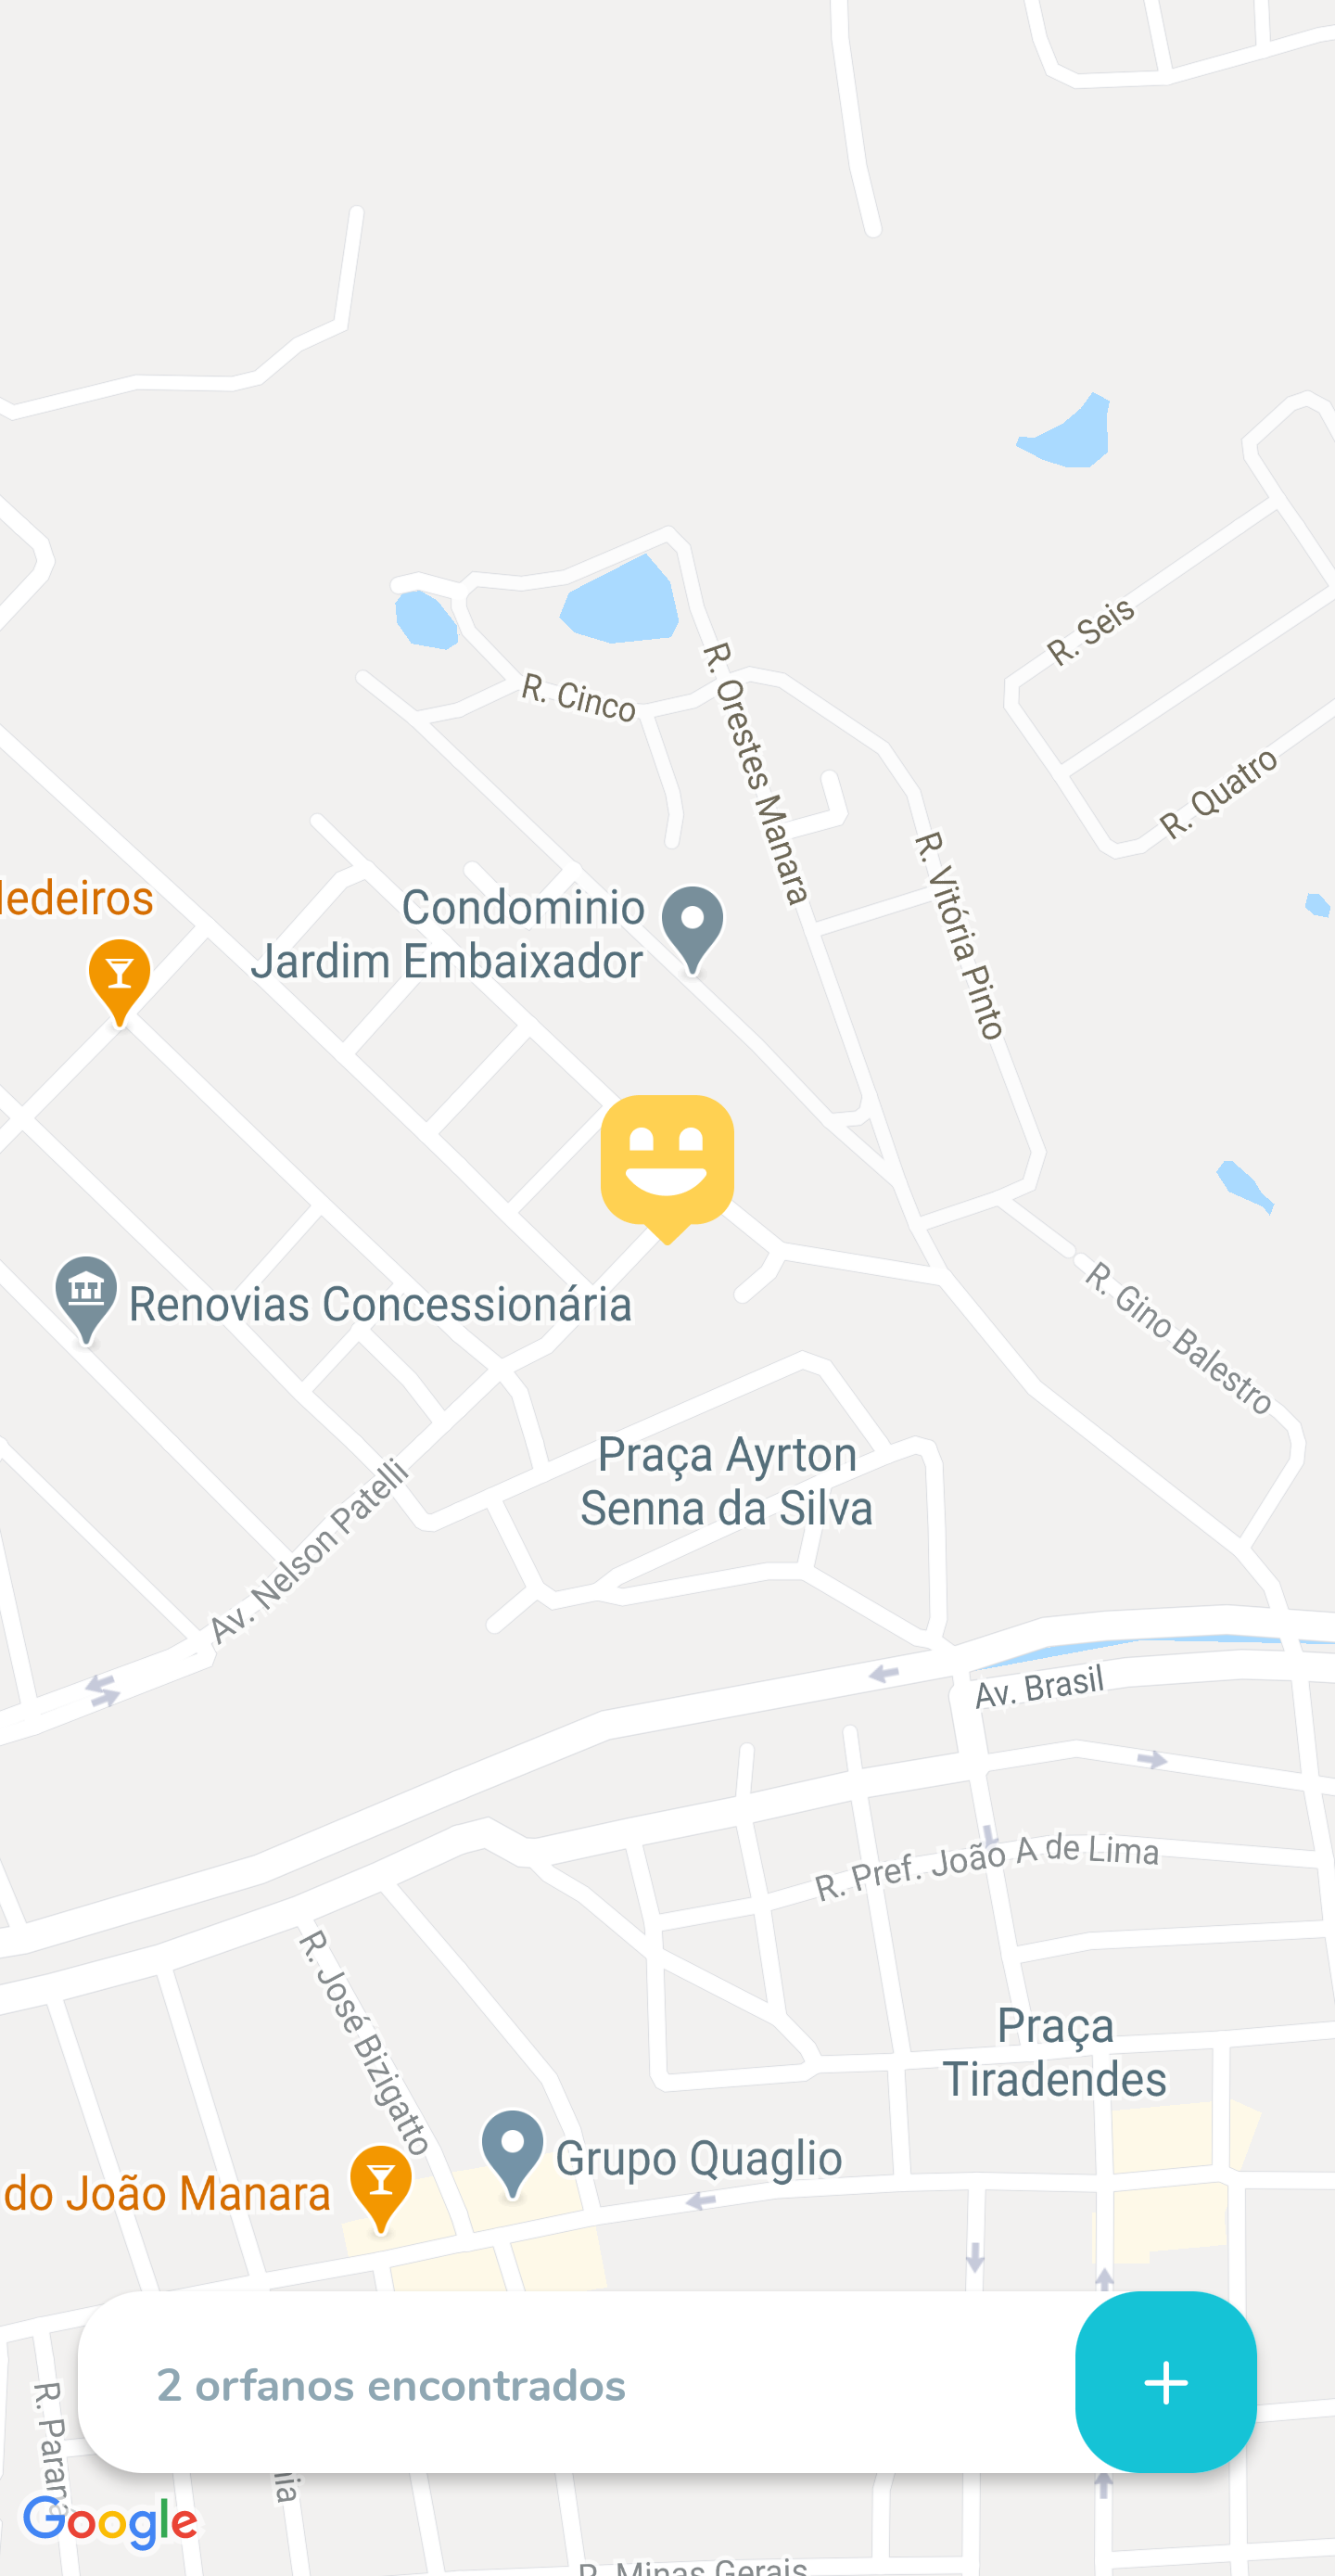 R. Seis
R. Cinco
R. Orestes Manara
R. Quatro
R. Vitória Pinto
Condominio
Jardim Embaixador
Renovias Concessionária
R. Gino Balestro
Praça Ayrton
Senna da Silva
Av. Nelson Patelli
Av. Brasil
R. Pref. João A de Lima
R. José Bizigatto
Praça
Tiradendes
Grupo Quaglio
do João Manara
2 orfanos encontrados
+
R. Paraná
Google
R. Minas Gerais